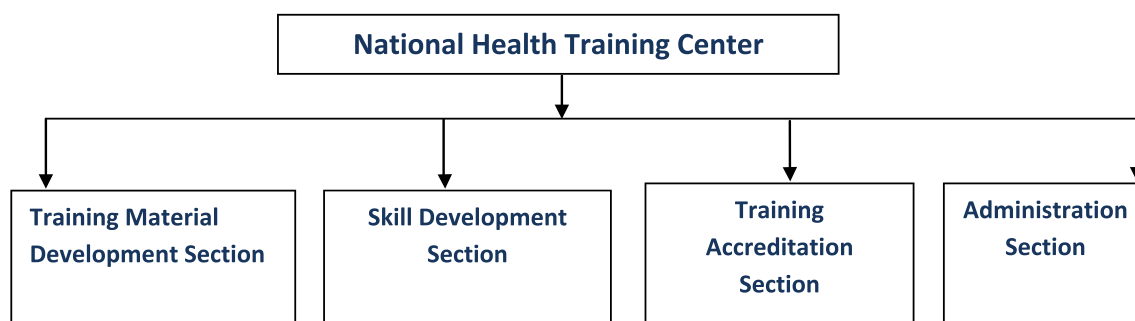 National Health Training Center
Training Material
Development Section
Skill Development
Section
Training
Accreditation
Section
Administration
Section